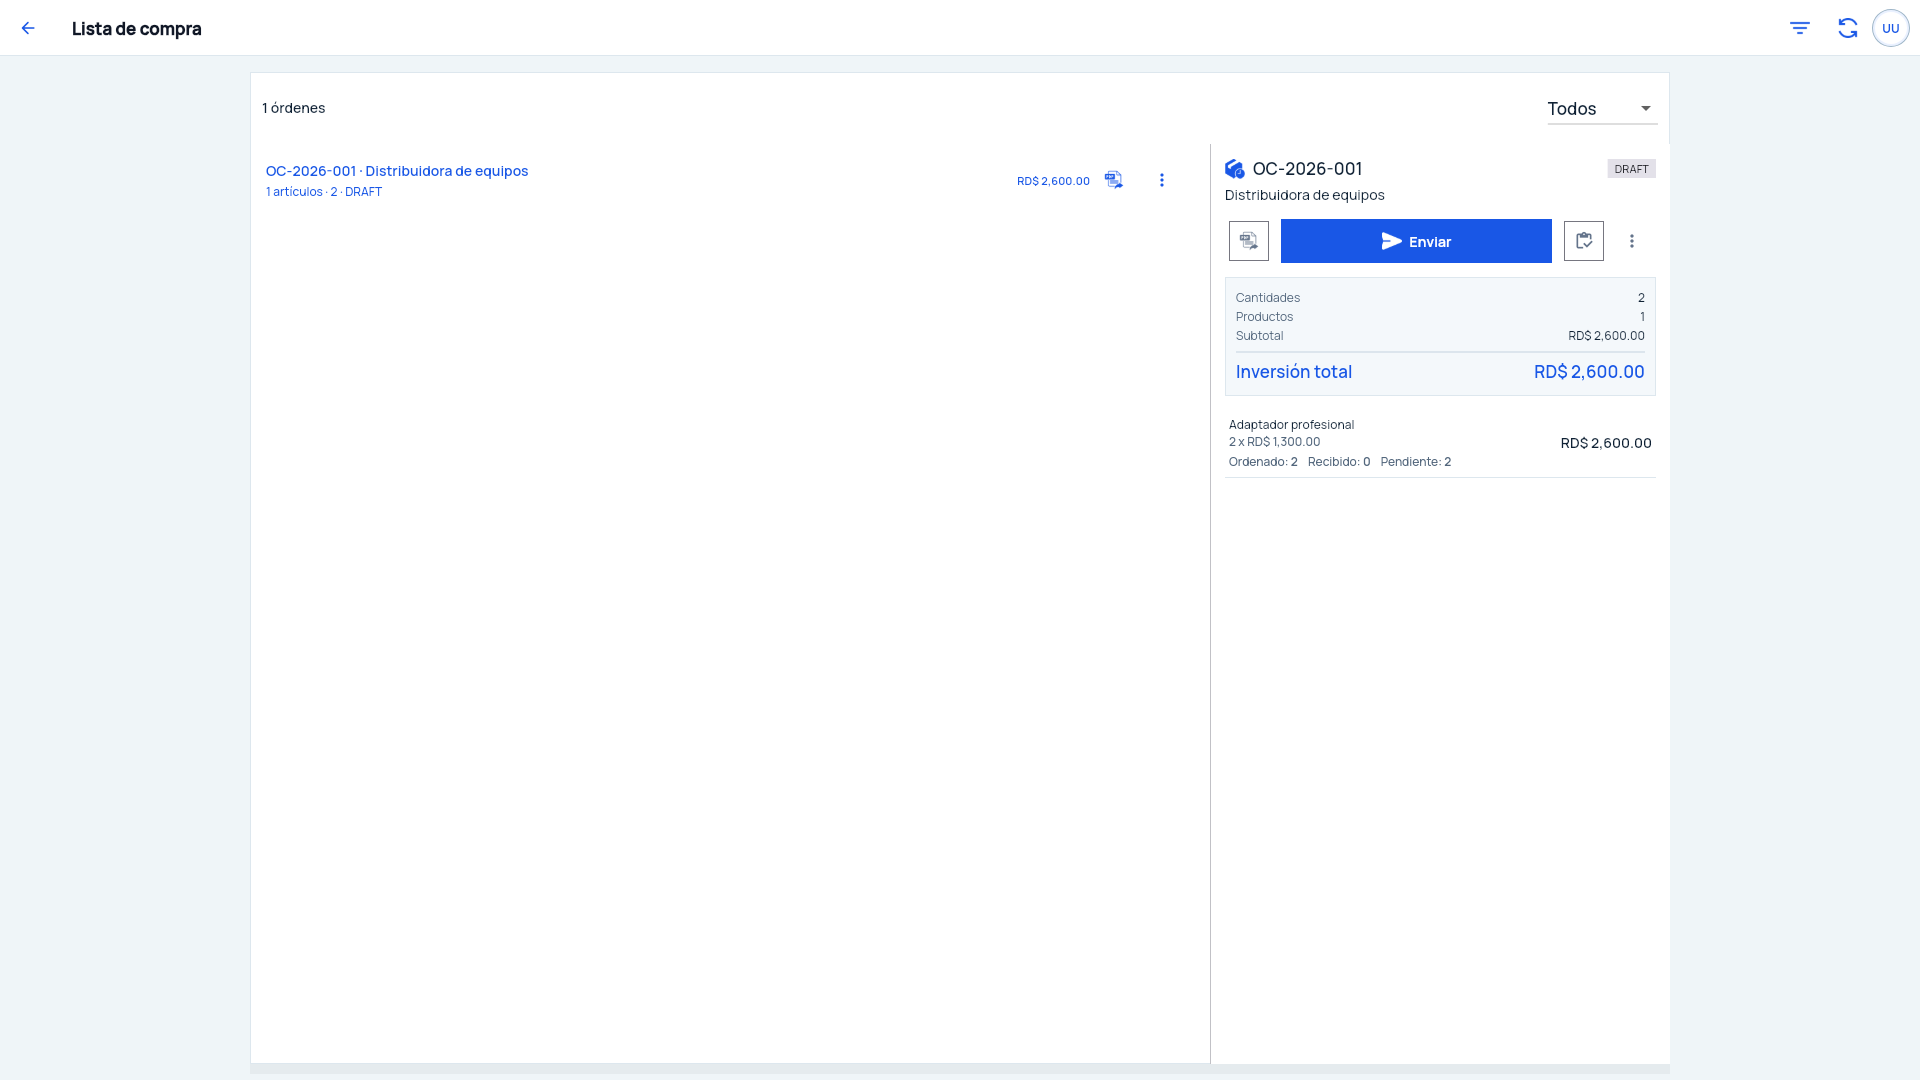 Lista de compra
UU
1 órdenes
Todos
OC-2026-001 · Distribuidora de equipos
1 artículos · 2 · DRAFT
RD$ 2,600.00
OC-2026-001
DRAFT
Distribuidora de equipos
Enviar
Cantidades 2
Productos 1
Subtotal RD$ 2,600.00
Inversión total RD$ 2,600.00
Adaptador profesional
2 x RD$ 1,300.00
RD$ 2,600.00
Ordenado: 2 Recibido: 0 Pendiente: 2